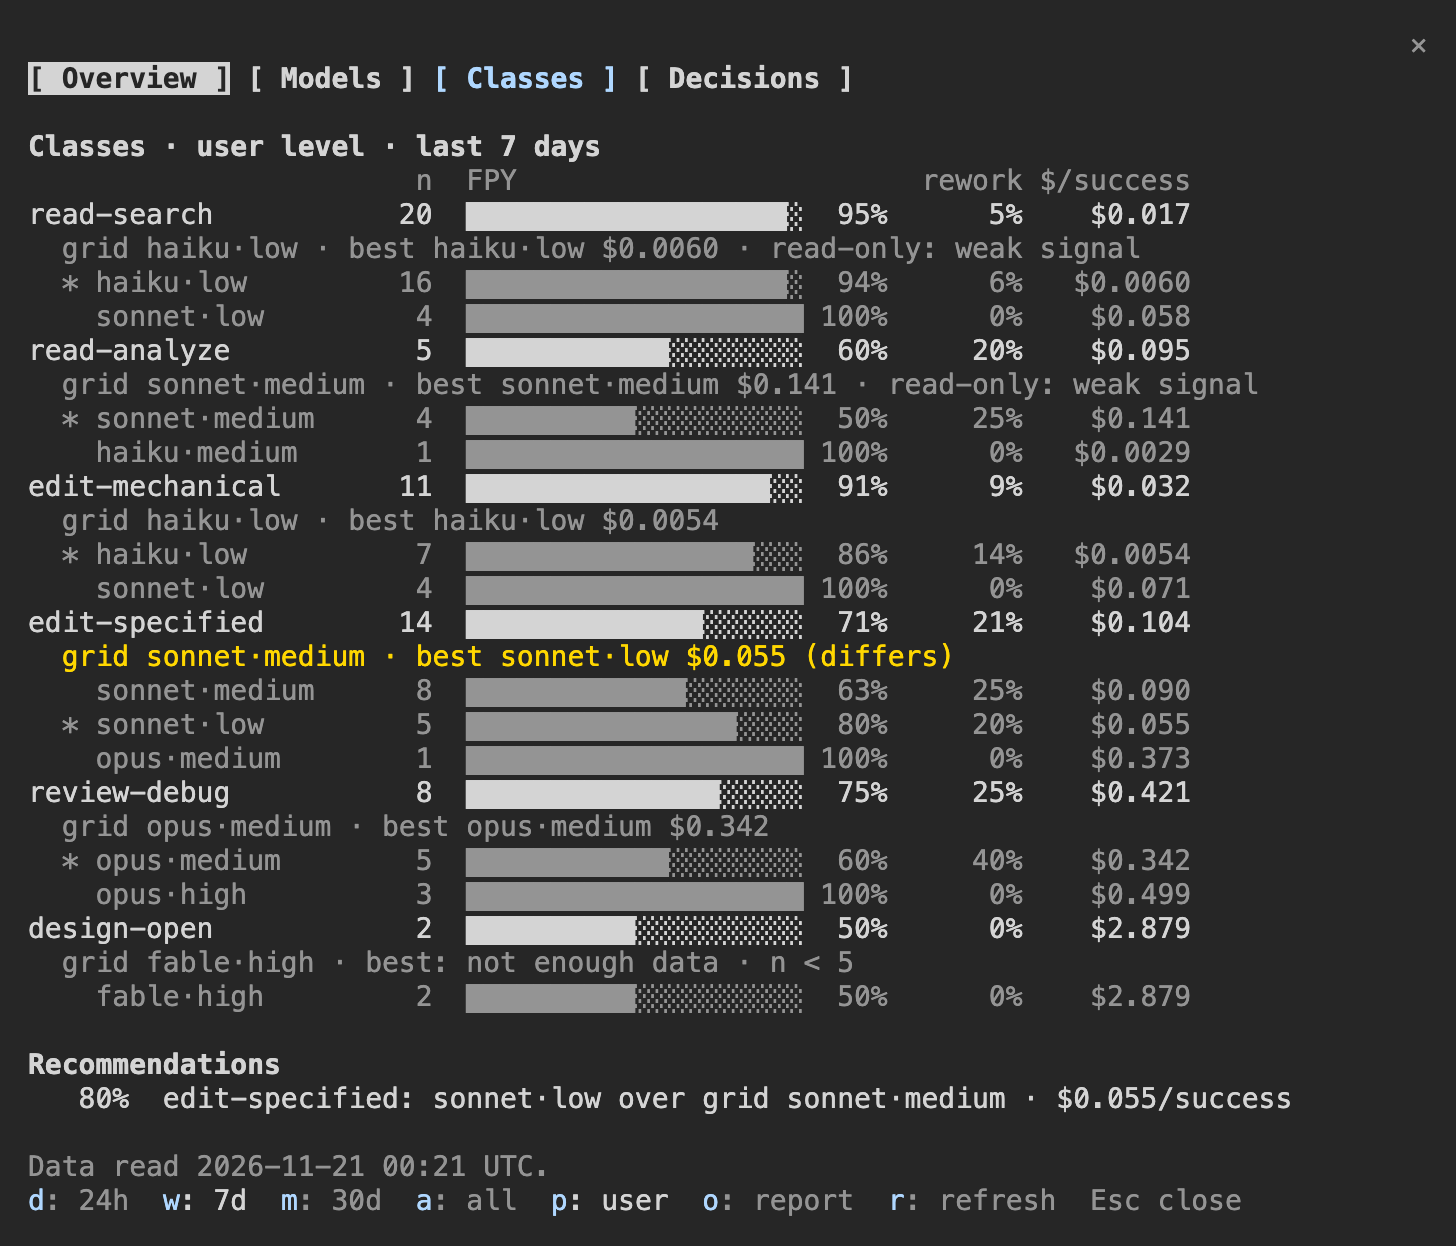 ×
[ Overview ] [ Models ] [ Classes ] [ Decisions ]
Classes · user level · last 7 days
n FPY rework $/success
read-search 20 95% 5% $0.017
grid haiku·low · best haiku·low $0.0060 · read-only: weak signal
* haiku·low 16 94% 6% $0.0060
sonnet·low 4 100% 0% $0.058
read-analyze 5 60% 20% $0.095
grid sonnet·medium · best sonnet·medium $0.141 · read-only: weak signal
* sonnet·medium 4 50% 25% $0.141
haiku·medium 1 100% 0% $0.0029
edit-mechanical 11 91% 9% $0.032
grid haiku·low · best haiku·low $0.0054
* haiku·low 7 86% 14% $0.0054
sonnet·low 4 100% 0% $0.071
edit-specified 14 71% 21% $0.104
grid sonnet·medium · best sonnet·low $0.055 (differs)
sonnet·medium 8 63% 25% $0.090
* sonnet·low 5 80% 20% $0.055
opus·medium 1 100% 0% $0.373
review-debug 8 75% 25% $0.421
grid opus·medium · best opus·medium $0.342
* opus·medium 5 60% 40% $0.342
opus·high 3 100% 0% $0.499
design-open 2 50% 0% $2.879
grid fable·high · best: not enough data · n < 5
fable·high 2 50% 0% $2.879
Recommendations
80% edit-specified: sonnet·low over grid sonnet·medium · $0.055/success
Data read 2026-11-21 00:21 UTC.
d: 24h w: 7d m: 30d a: all p: user o: report r: refresh Esc close